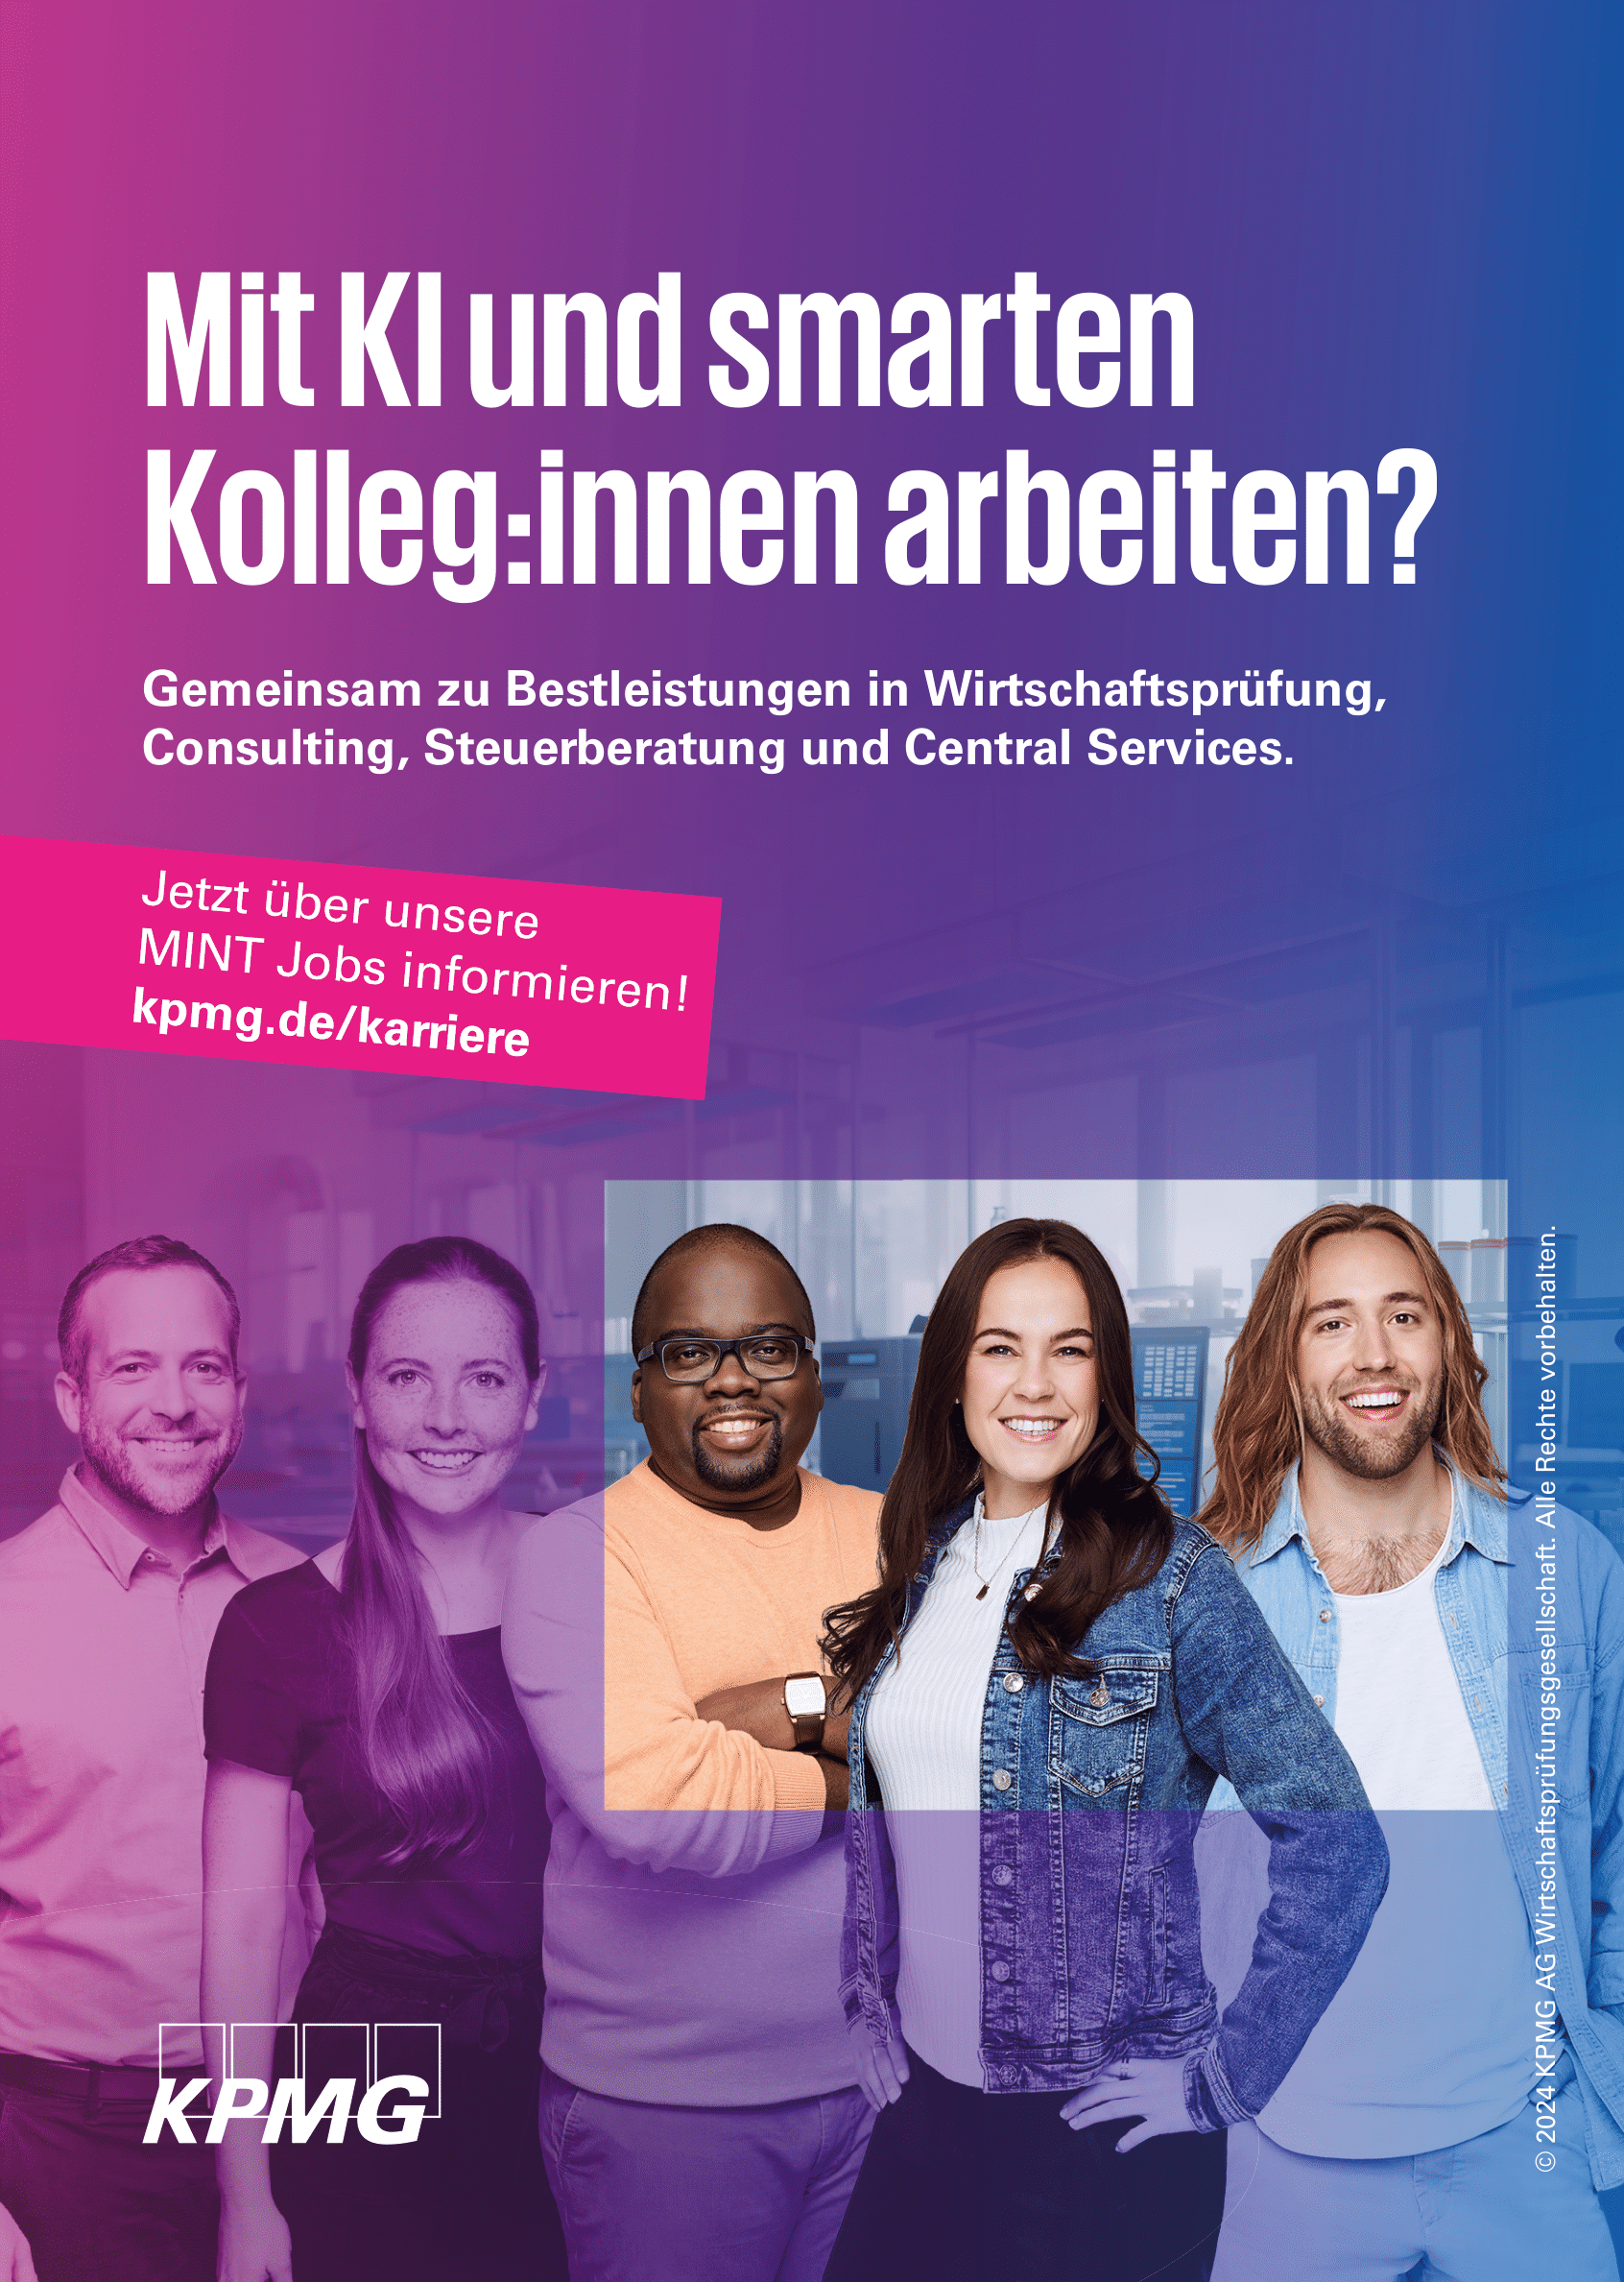 Mit KI und smarten
Kolleg:innen arbeiten?
Gemeinsam zu Bestleistungen in Wirtschaftsprüfung,
Consulting, Steuerberatung und Central Services.
Jetzt über unsere
MINT Jobs informieren!
kpmg.de/karriere
KPMG
© 2024 KPMG AG Wirtschaftsprüfungsgesellschaft. Alle Rechte vorbehalten.